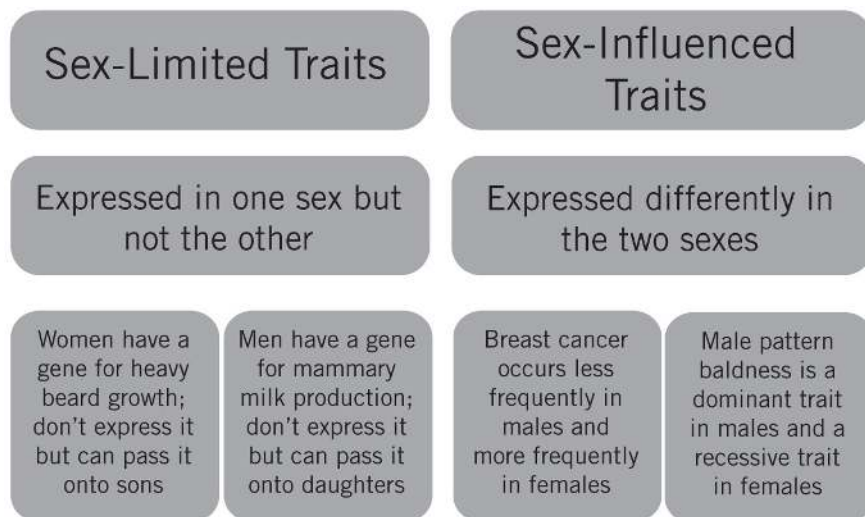 Sex-Limited Traits
Sex-Influenced
Traits
Expressed in one sex but
not the other
Expressed differently in
the two sexes
Women have a
gene for heavy
beard growth;
don't express it
but can pass it
onto sons
Men have a gene
for mammary
milk production;
don't express it
but can pass it
onto daughters
Breast cancer
occurs less
frequently in
males and
more frequently
in females
Male pattern
baldness is a
dominant trait
in males and a
recessive trait
in females